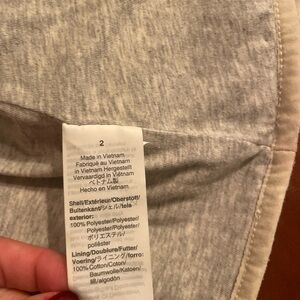 2
Made in Vietnam
Fabriqué au Vietnam
in Vietnam Hergestellt
Vervaardigd in Vietnam
ベトナム製
Hecho en Vietnam
Shell/Extérieur/Oberstoff/
Buitenkant/シェル/tela
exterior:
100% Polyester/Polyester/
Polyester/Polyester/
ポリエステル/
poliéster
Lining/Doublure/Futter/
Voering/ライニング/forro:
100% Cotton/Coton/
Baumwolle/Katoen/
綿/algodón